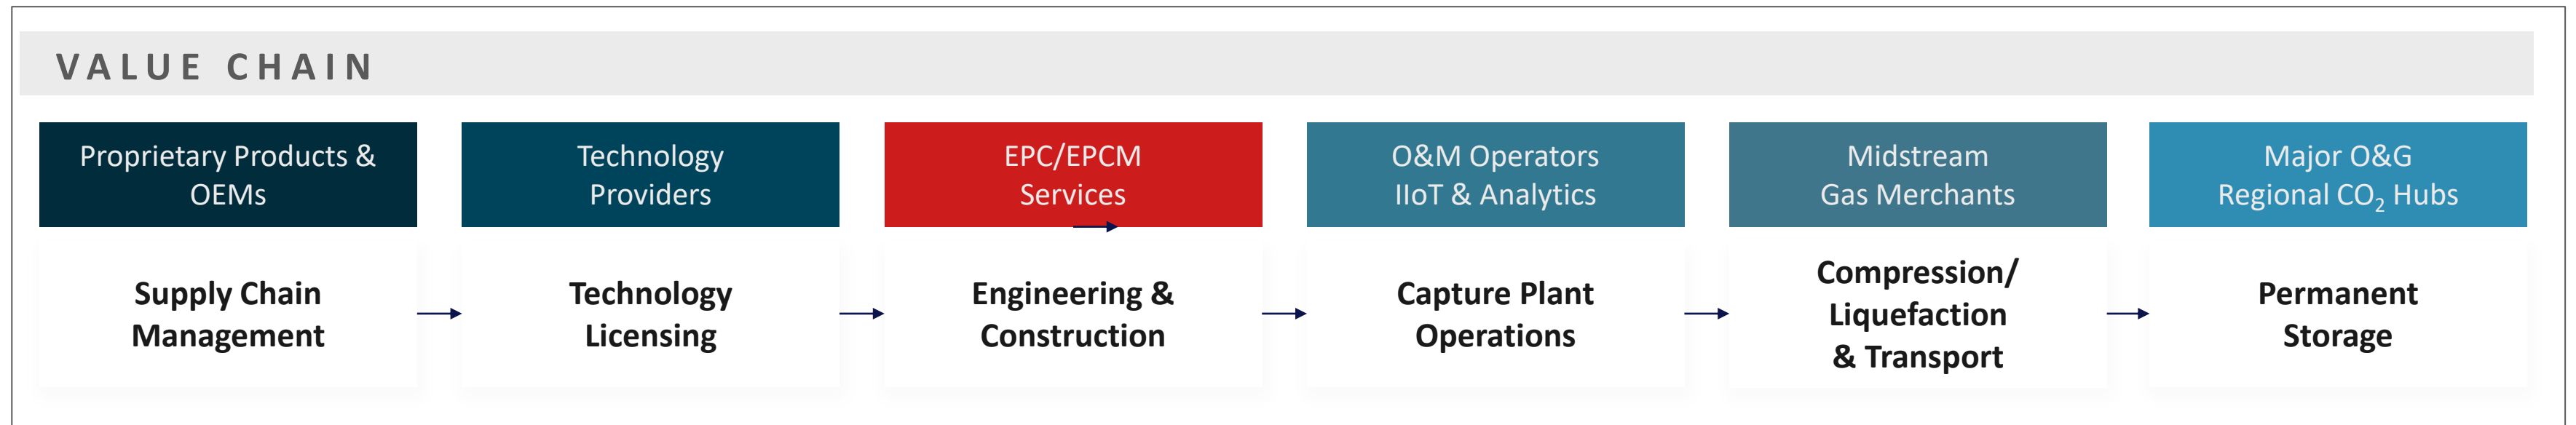 VALUE CHAIN
Proprietary Products &
OEMs
Supply Chain
Management
Technology
Providers
Technology
Licensing
EPC/EPCM
Services
Engineering &
Construction
O&M Operators
IIoT & Analytics
Capture Plant
Operations
Midstream
Gas Merchants
Compression/
Liquefaction
& Transport
Major O&G
Regional CO₂ Hubs
Permanent
Storage